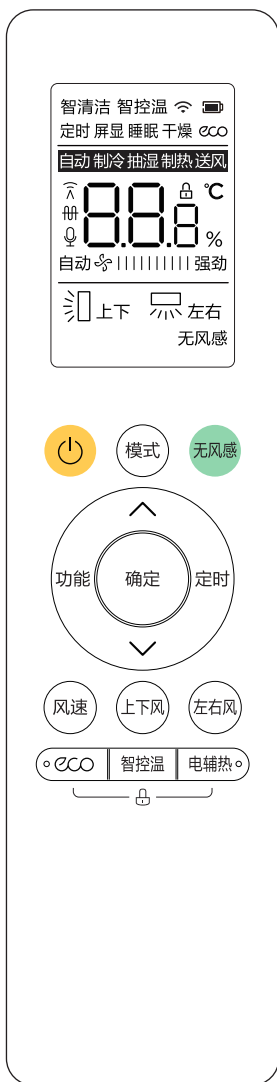 智清洁 智控温
定时 屏显 睡眠 干燥 eco
自动 制冷 抽湿 制热 送风
88.8 ℃
%
自动 强劲
上下 左右
无风感
模式 无风感
功能 确定 定时
风速 上下风 左右风
eco 智控温 电辅热